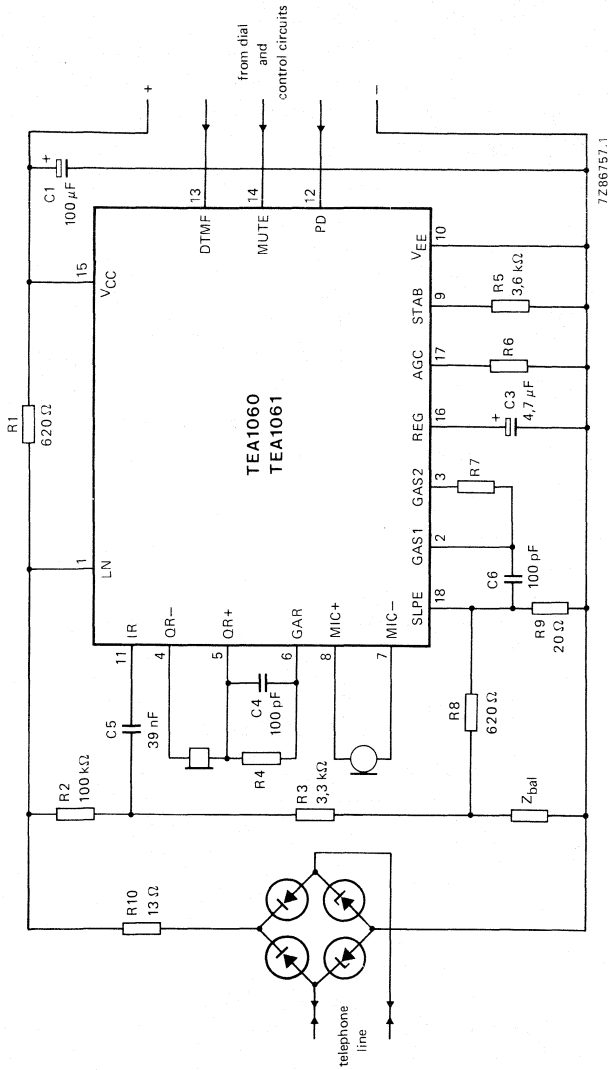 R1
620 Ω
C1
+
100 µF
+
from dial
and
control circuits
−
15
VCC
13
DTMF
14
MUTE
12
PD
1
LN
TEA1060
TEA1061
11
IR
4
QR−
5
QR+
6
GAR
8
MIC+
7
MIC−
SLPE
18
GAS1
2
GAS2
3
REG
16
AGC
17
STAB
9
VEE
10
C5
39 nF
R2
100 kΩ
R10
13 Ω
C4
100 pF
R4
R3
3,3 kΩ
R8
620 Ω
Zbal
R9
20 Ω
C6
100 pF
R7
+
C3
4,7 µF
R6
R5
3,6 kΩ
telephone
line
7Z86757.1